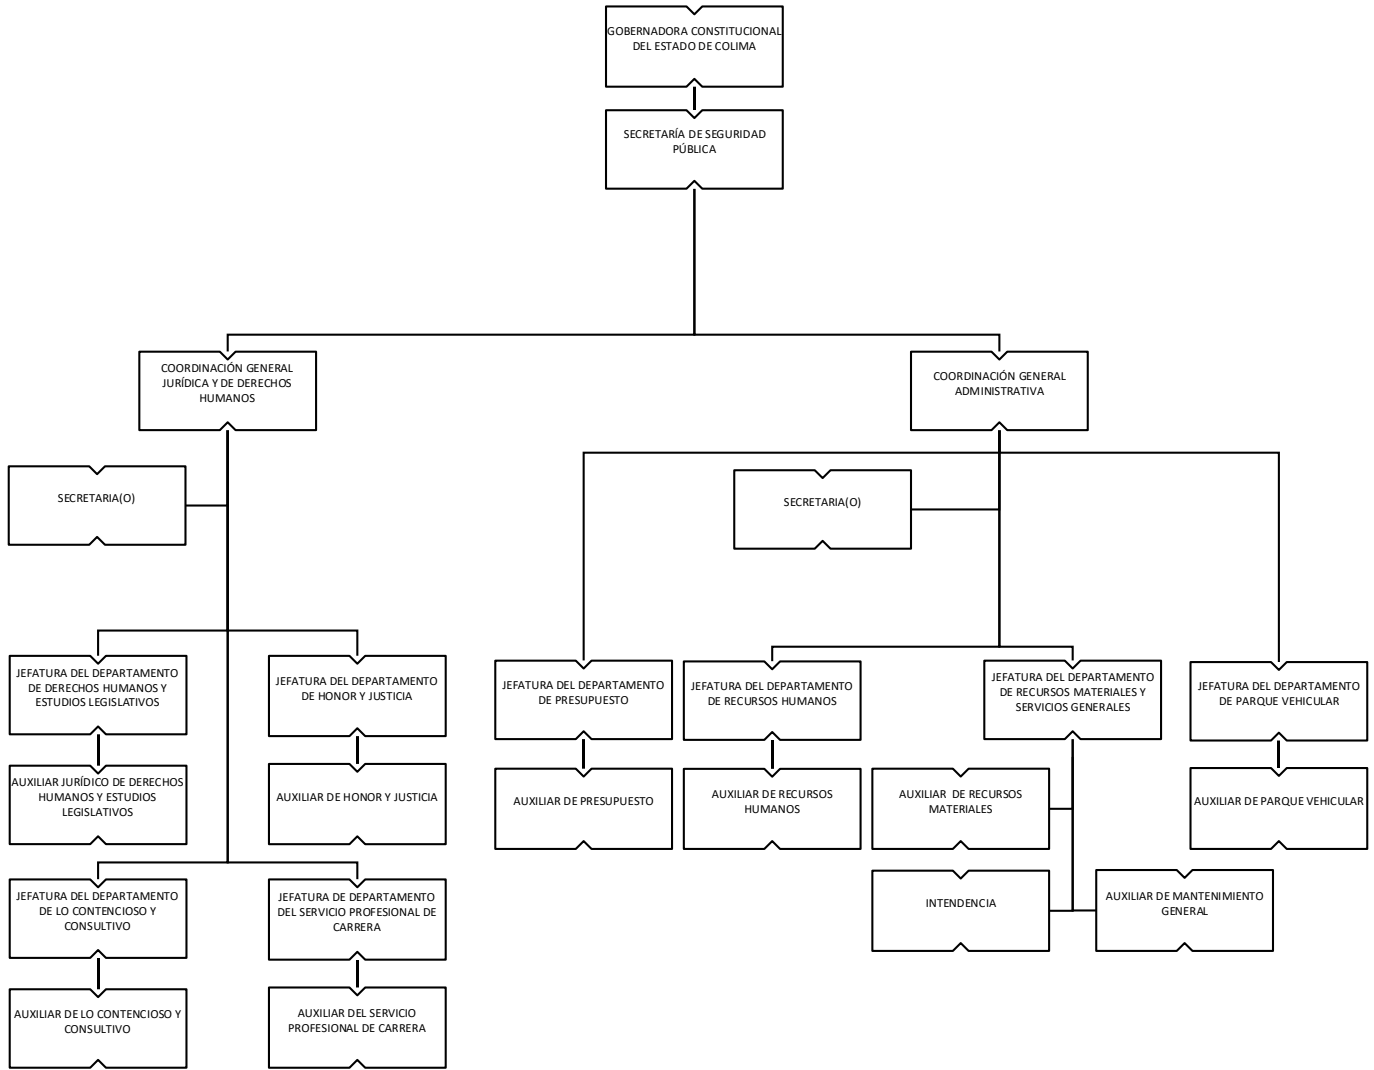 GOBERNADORA CONSTITUCIONAL
DEL ESTADO DE COLIMA
SECRETARÍA DE SEGURIDAD
PÚBLICA
COORDINACIÓN GENERAL
JURÍDICA Y DE DERECHOS
HUMANOS
COORDINACIÓN GENERAL
ADMINISTRATIVA
SECRETARIA(O)
SECRETARIA(O)
JEFATURA DEL DEPARTAMENTO
DE DERECHOS HUMANOS Y
ESTUDIOS LEGISLATIVOS
JEFATURA DEL DEPARTAMENTO
DE HONOR Y JUSTICIA
JEFATURA DEL DEPARTAMENTO
DE PRESUPUESTO
JEFATURA DEL DEPARTAMENTO
DE RECURSOS HUMANOS
JEFATURA DEL DEPARTAMENTO
DE RECURSOS MATERIALES Y
SERVICIOS GENERALES
JEFATURA DEL DEPARTAMENTO
DE PARQUE VEHICULAR
AUXILIAR JURÍDICO DE DERECHOS
HUMANOS Y ESTUDIOS
LEGISLATIVOS
AUXILIAR DE HONOR Y JUSTICIA
AUXILIAR DE PRESUPUESTO
AUXILIAR DE RECURSOS
HUMANOS
AUXILIAR  DE RECURSOS
MATERIALES
AUXILIAR DE PARQUE VEHICULAR
JEFATURA DEL DEPARTAMENTO
DE LO CONTENCIOSO Y
CONSULTIVO
JEFATURA DE DEPARTAMENTO
DEL SERVICIO PROFESIONAL DE
CARRERA
INTENDENCIA
AUXILIAR DE MANTENIMIENTO
GENERAL
AUXILIAR DE LO CONTENCIOSO Y
CONSULTIVO
AUXILIAR DEL SERVICIO
PROFESIONAL DE CARRERA